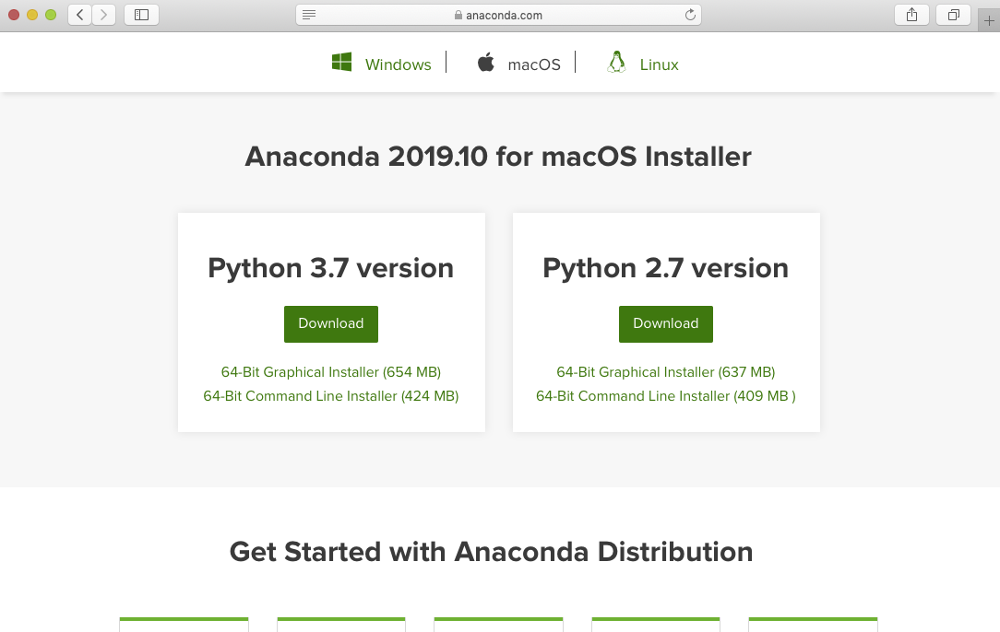 anaconda.com
Windows
macOS
Linux
Anaconda 2019.10 for macOS Installer
Python 3.7 version
Download
64-Bit Graphical Installer (654 MB)
64-Bit Command Line Installer (424 MB)
Python 2.7 version
Download
64-Bit Graphical Installer (637 MB)
64-Bit Command Line Installer (409 MB )
Get Started with Anaconda Distribution